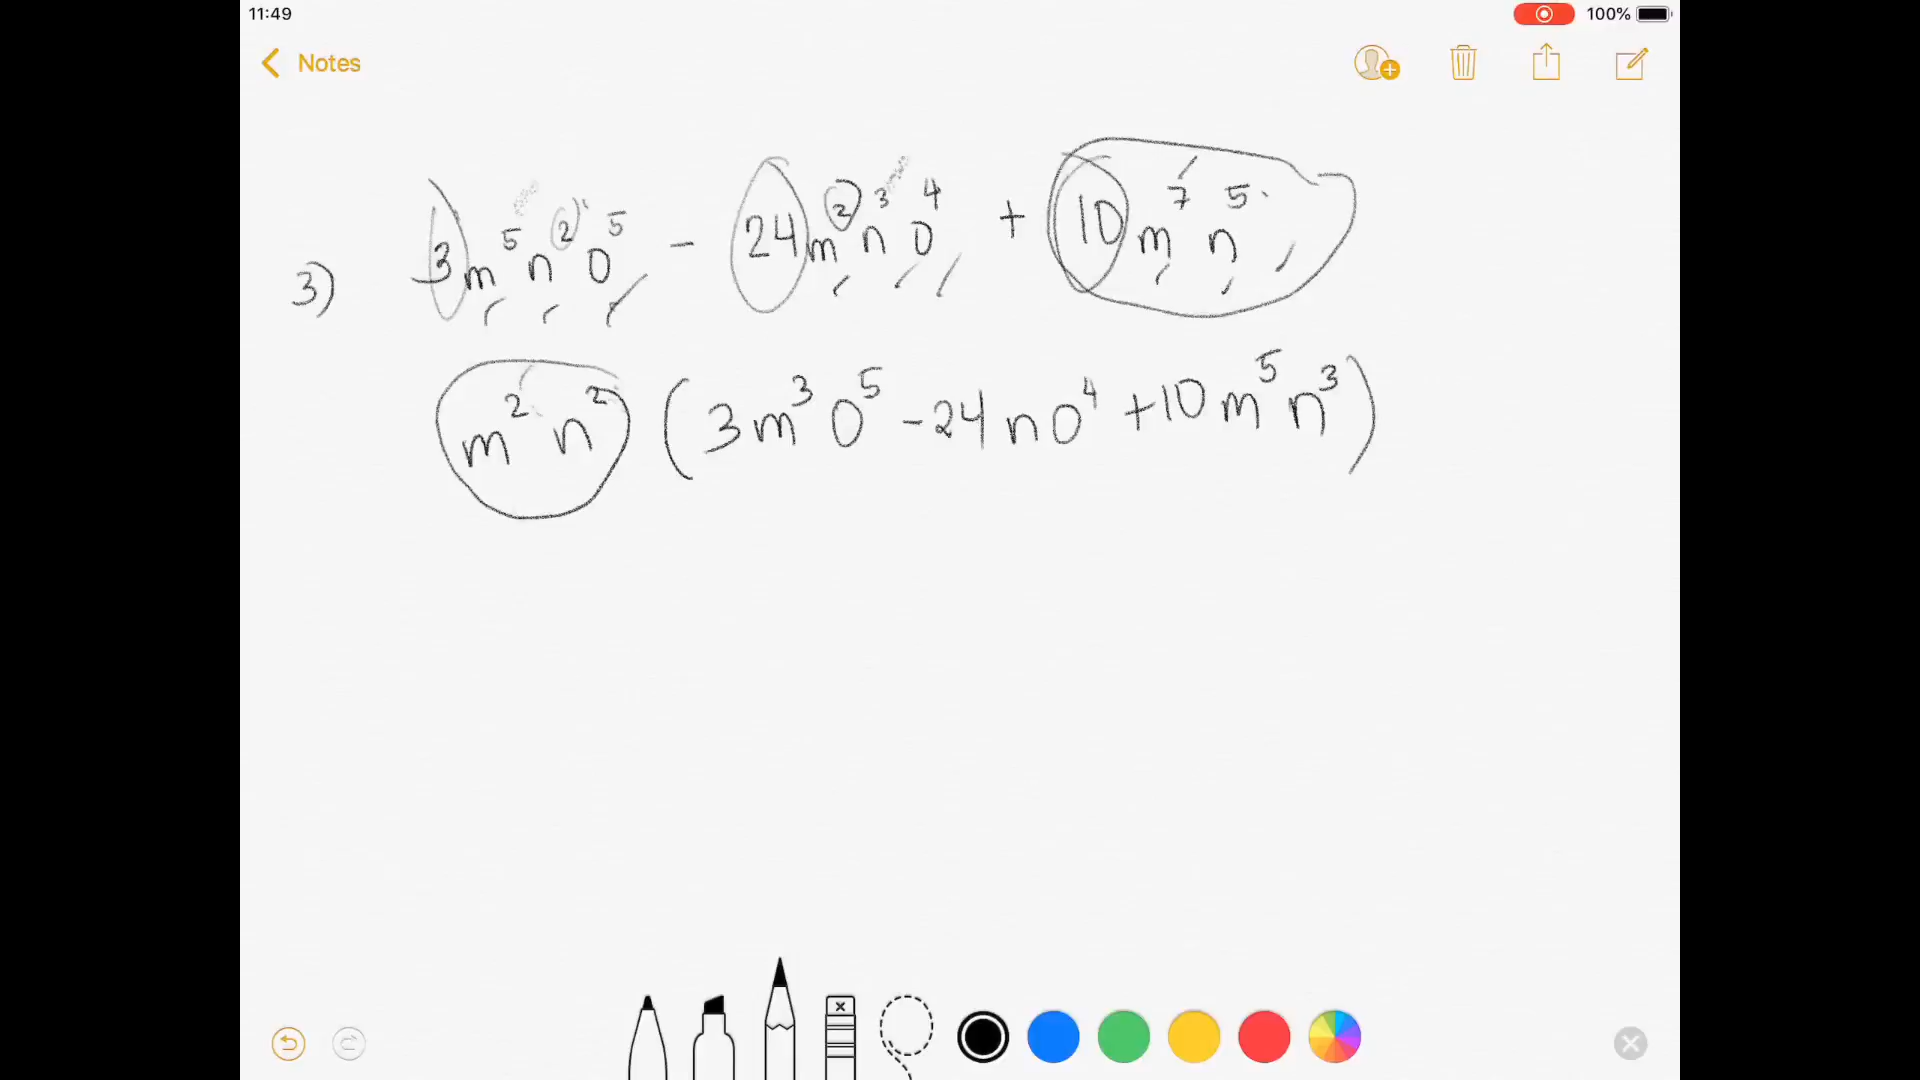 11:49
100%
Notes
3) 3m⁵n²o⁵ - 24m²n³o⁴ + 10m⁷n⁵
m²n² (3m³o⁵ - 24no⁴ + 10m⁵n³)